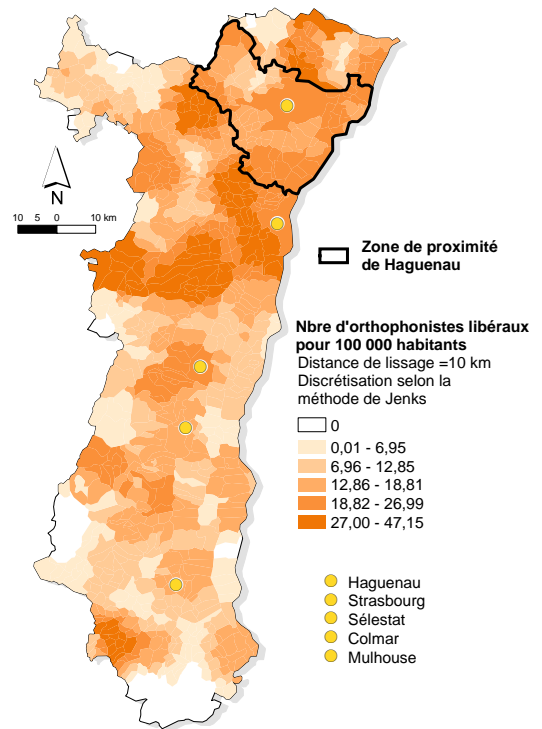 N
10 5 0 10 km
Zone de proximité
de Haguenau
Nbre d'orthophonistes libéraux
pour 100 000 habitants
Distance de lissage =10 km
Discrétisation selon la
méthode de Jenks
0
0,01 - 6,95
6,96 - 12,85
12,86 - 18,81
18,82 - 26,99
27,00 - 47,15
Haguenau
Strasbourg
Sélestat
Colmar
Mulhouse